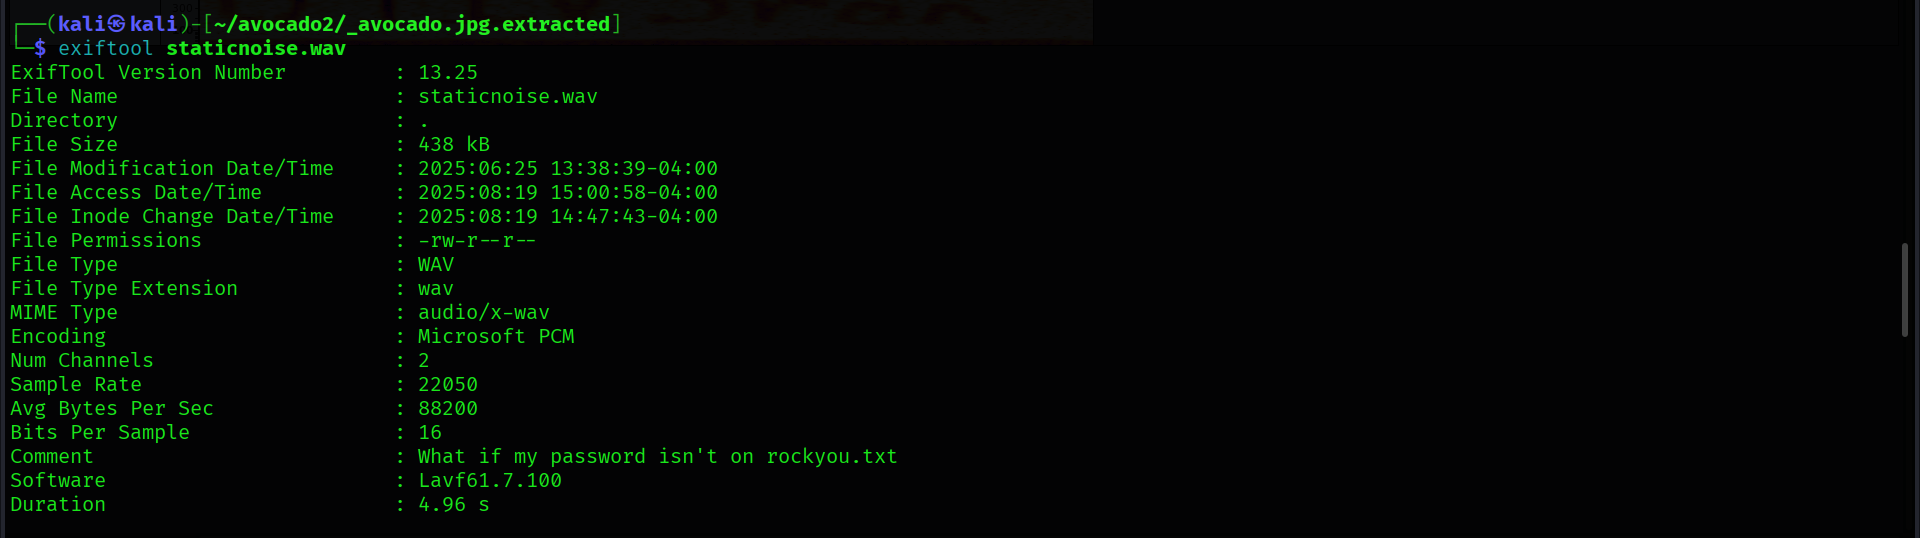 ┌──(kali㉿kali)-[~/avocado2/_avocado.jpg.extracted]
└─$ exiftool staticnoise.wav
ExifTool Version Number         : 13.25
File Name                       : staticnoise.wav
Directory                       : .
File Size                       : 438 kB
File Modification Date/Time     : 2025:06:25 13:38:39-04:00
File Access Date/Time           : 2025:08:19 15:00:58-04:00
File Inode Change Date/Time     : 2025:08:19 14:47:43-04:00
File Permissions                : -rw-r--r--
File Type                       : WAV
File Type Extension             : wav
MIME Type                       : audio/x-wav
Encoding                        : Microsoft PCM
Num Channels                    : 2
Sample Rate                     : 22050
Avg Bytes Per Sec               : 88200
Bits Per Sample                 : 16
Comment                         : What if my password isn't on rockyou.txt
Software                        : Lavf61.7.100
Duration                        : 4.96 s